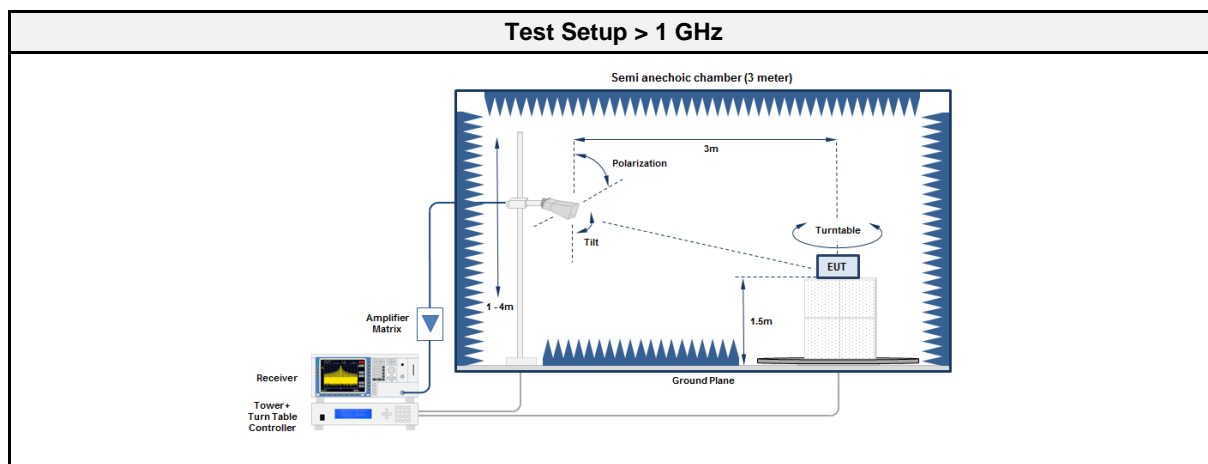 Test Setup > 1 GHz
Semi anechoic chamber (3 meter)
3m
Polarization
Tilt
Turntable
EUT
1 - 4m
1.5m
Amplifier
Matrix
Ground Plane
Receiver
Tower+
Turn Table
Controller